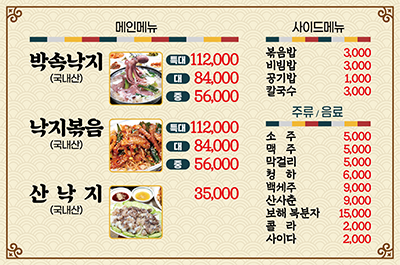 메인메뉴
박속낙지
(국내산)
특대 112,000
대 84,000
중 56,000
낙지볶음
(국내산)
특대 112,000
대 84,000
중 56,000
산 낙 지
(국내산)
35,000
사이드메뉴
볶음밥 3,000
비빔밥 3,000
공기밥 1,000
칼국수 3,000
주류 / 음료
소 주 5,000
맥 주 5,000
막걸리 5,000
청 하 6,000
백세주 9,000
산사춘 9,000
보해 복분자 15,000
콜 라 2,000
사이다 2,000